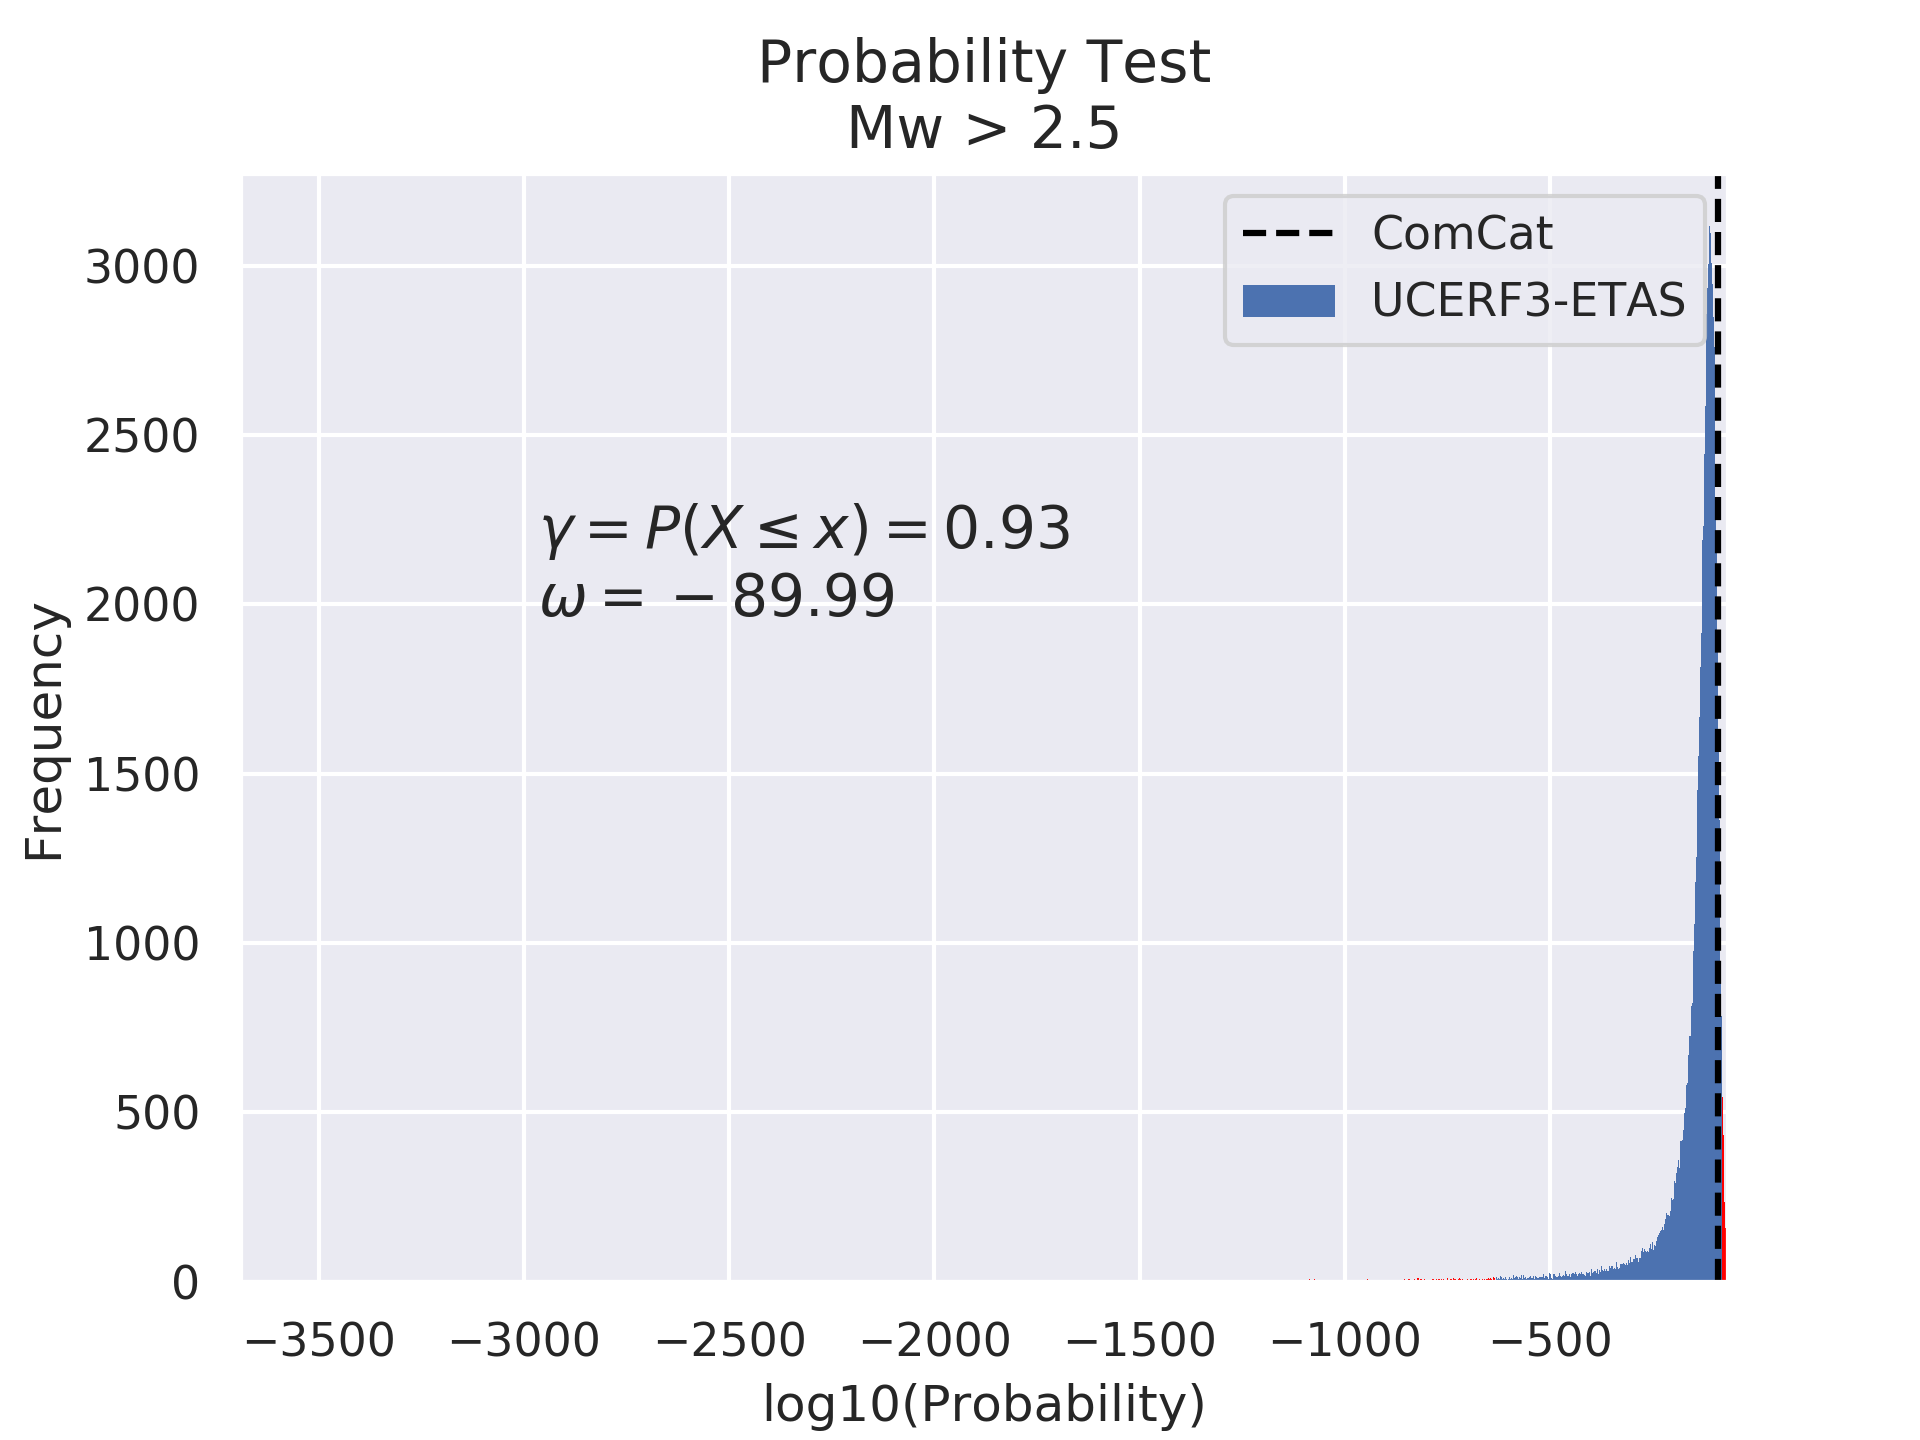 Probability Test
Mw > 2.5
ComCat
UCERF3-ETAS
γ = P(X ≤ x) = 0.93
ω = − 89.99
Frequency
3000
2500
2000
1500
1000
500
0
−3500 −3000 −2500 −2000 −1500 −1000 −500
log10(Probability)